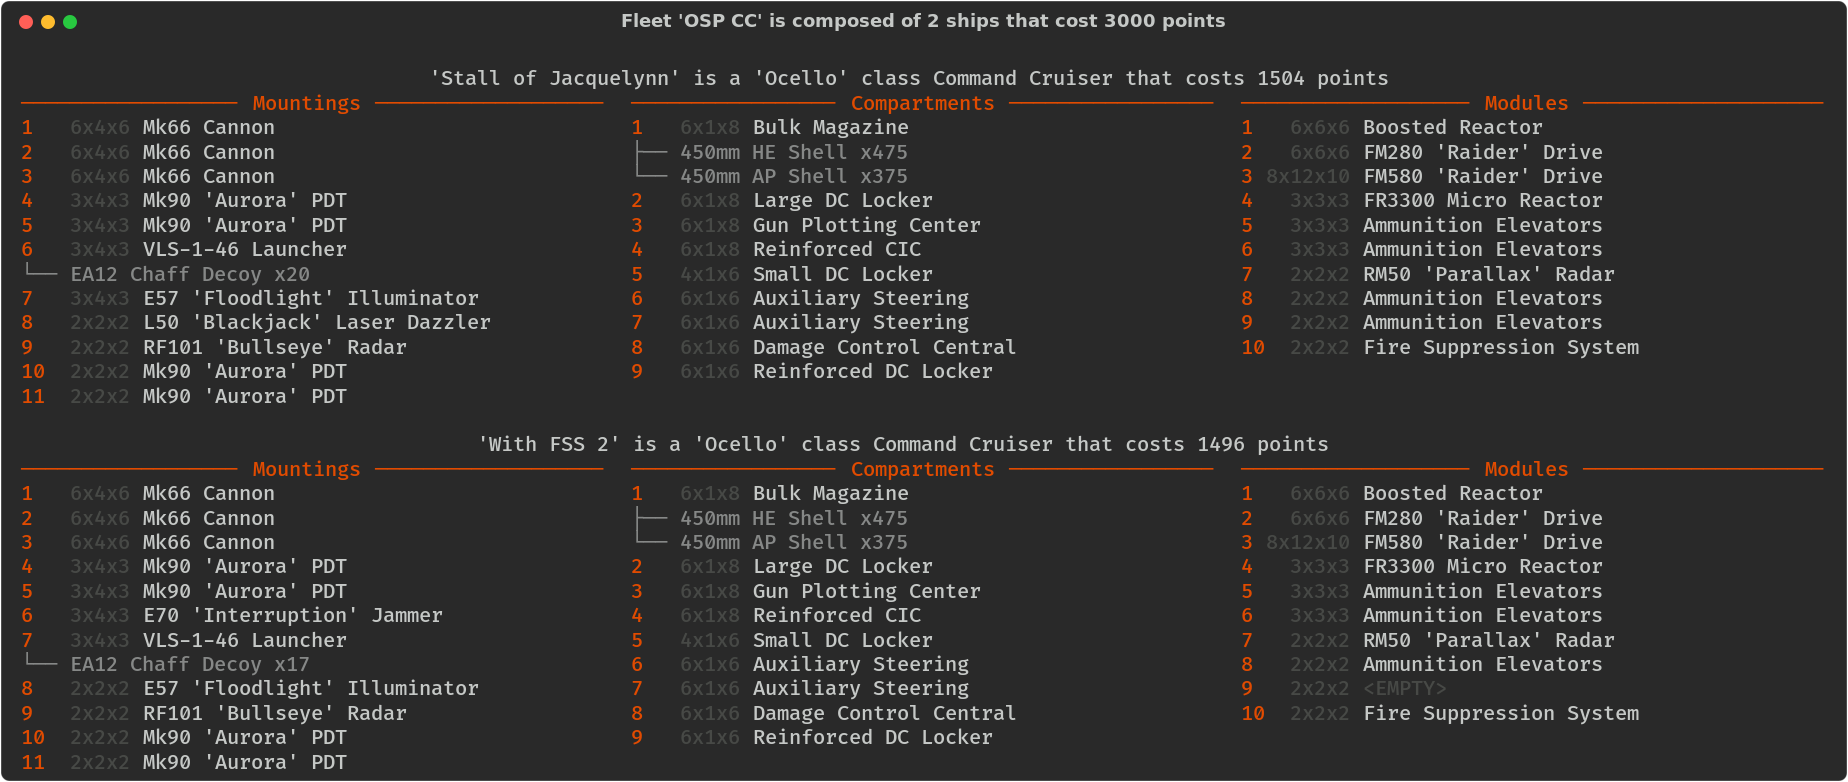 Fleet 'OSP CC' is composed of 2 ships that cost 3000 points
'Stall of Jacquelynn' is a 'Ocello' class Command Cruiser that costs 1504 points
Mountings Compartments Modules
1 6x4x6 Mk66 Cannon 1 6x1x8 Bulk Magazine 1 6x6x6 Boosted Reactor
2 6x4x6 Mk66 Cannon 450mm HE Shell x475 2 6x6x6 FM280 'Raider' Drive
3 6x4x6 Mk66 Cannon 450mm AP Shell x375 3 8x12x10 FM580 'Raider' Drive
4 3x4x3 Mk90 'Aurora' PDT 2 6x1x8 Large DC Locker 4 3x3x3 FR3300 Micro Reactor
5 3x4x3 Mk90 'Aurora' PDT 3 6x1x8 Gun Plotting Center 5 3x3x3 Ammunition Elevators
6 3x4x3 VLS-1-46 Launcher 4 6x1x8 Reinforced CIC 6 3x3x3 Ammunition Elevators
EA12 Chaff Decoy x20 5 4x1x6 Small DC Locker 7 2x2x2 RM50 'Parallax' Radar
7 3x4x3 E57 'Floodlight' Illuminator 6 6x1x6 Auxiliary Steering 8 2x2x2 Ammunition Elevators
8 2x2x2 L50 'Blackjack' Laser Dazzler 7 6x1x6 Auxiliary Steering 9 2x2x2 Ammunition Elevators
9 2x2x2 RF101 'Bullseye' Radar 8 6x1x6 Damage Control Central 10 2x2x2 Fire Suppression System
10 2x2x2 Mk90 'Aurora' PDT 9 6x1x6 Reinforced DC Locker
11 2x2x2 Mk90 'Aurora' PDT
'With FSS 2' is a 'Ocello' class Command Cruiser that costs 1496 points
Mountings Compartments Modules
1 6x4x6 Mk66 Cannon 1 6x1x8 Bulk Magazine 1 6x6x6 Boosted Reactor
2 6x4x6 Mk66 Cannon 450mm HE Shell x475 2 6x6x6 FM280 'Raider' Drive
3 6x4x6 Mk66 Cannon 450mm AP Shell x375 3 8x12x10 FM580 'Raider' Drive
4 3x4x3 Mk90 'Aurora' PDT 2 6x1x8 Large DC Locker 4 3x3x3 FR3300 Micro Reactor
5 3x4x3 Mk90 'Aurora' PDT 3 6x1x8 Gun Plotting Center 5 3x3x3 Ammunition Elevators
6 3x4x3 E70 'Interruption' Jammer 4 6x1x8 Reinforced CIC 6 3x3x3 Ammunition Elevators
7 3x4x3 VLS-1-46 Launcher 5 4x1x6 Small DC Locker 7 2x2x2 RM50 'Parallax' Radar
EA12 Chaff Decoy x17 6 6x1x6 Auxiliary Steering 8 2x2x2 Ammunition Elevators
8 2x2x2 E57 'Floodlight' Illuminator 7 6x1x6 Auxiliary Steering 9 2x2x2 <EMPTY>
9 2x2x2 RF101 'Bullseye' Radar 8 6x1x6 Damage Control Central 10 2x2x2 Fire Suppression System
10 2x2x2 Mk90 'Aurora' PDT 9 6x1x6 Reinforced DC Locker
11 2x2x2 Mk90 'Aurora' PDT